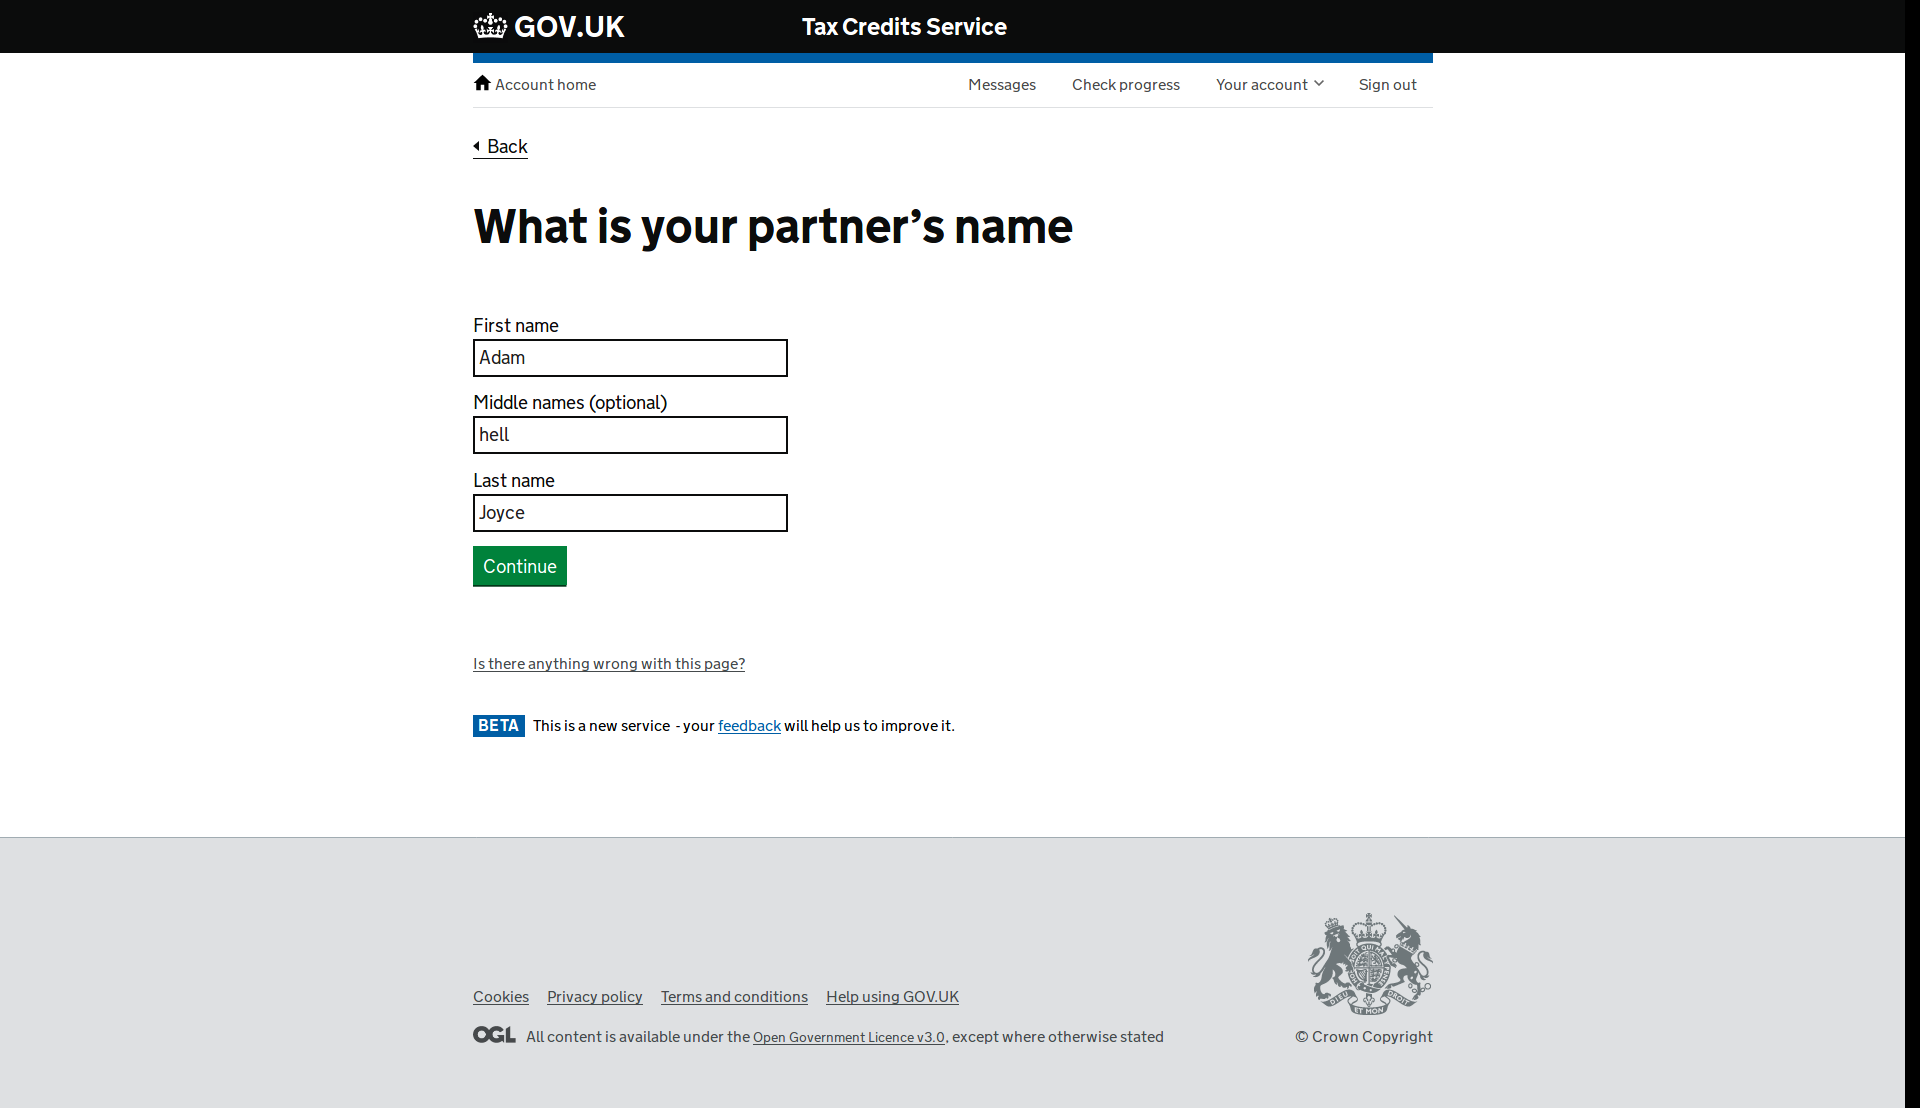 GOV.UK
Tax Credits Service
Account home
Messages
Check progress
Your account
Sign out
Back
What is your partner’s name
First name
Adam
Middle names (optional)
hell
Last name
Joyce
Continue
Is there anything wrong with this page?
BETA This is a new service - your feedback will help us to improve it.
Cookies
Privacy policy
Terms and conditions
Help using GOV.UK
OGL All content is available under the Open Government Licence v3.0, except where otherwise stated
DIEU ET MON DROIT
© Crown Copyright